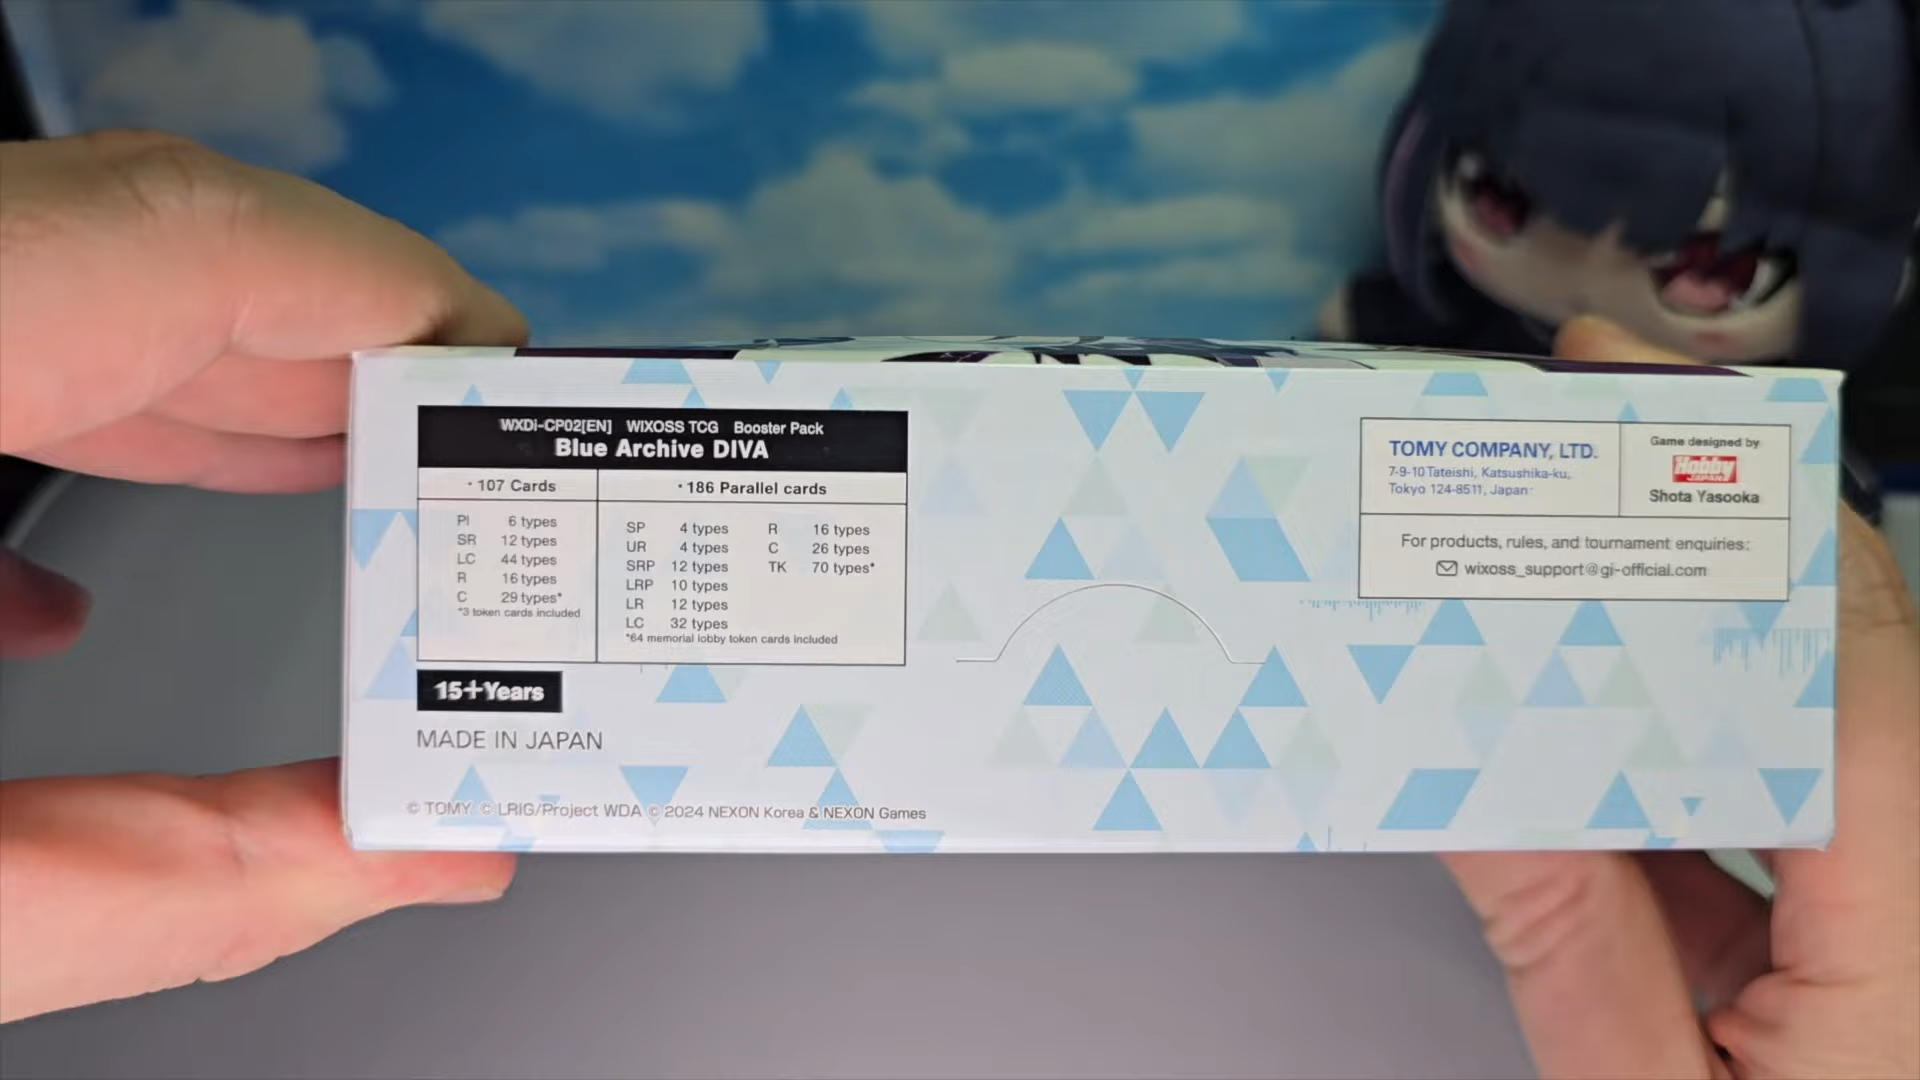 WXDi-CP02[EN] WIXOSS TCG Booster Pack
Blue Archive DIVA
・107 Cards
PI 6 types
SR 12 types
LC 44 types
R 16 types
C 29 types*
*3 token cards included
・186 Parallel cards
SP 4 types
UR 4 types
SRP 12 types
LRP 10 types
LR 12 types
LC 32 types
R 16 types
C 26 types
TK 70 types*
*64 memorial lobby token cards included
15+Years
MADE IN JAPAN
© TOMY © LRIG/Project WDA © 2024 NEXON Korea & NEXON Games
TOMY COMPANY, LTD.
7-9-10 Tateishi, Katsushika-ku,
Tokyo 124-8511, Japan
Game designed by
Hobby
JAPAN
Shota Yasooka
For products, rules, and tournament enquiries:
wixoss_support@gi-official.com